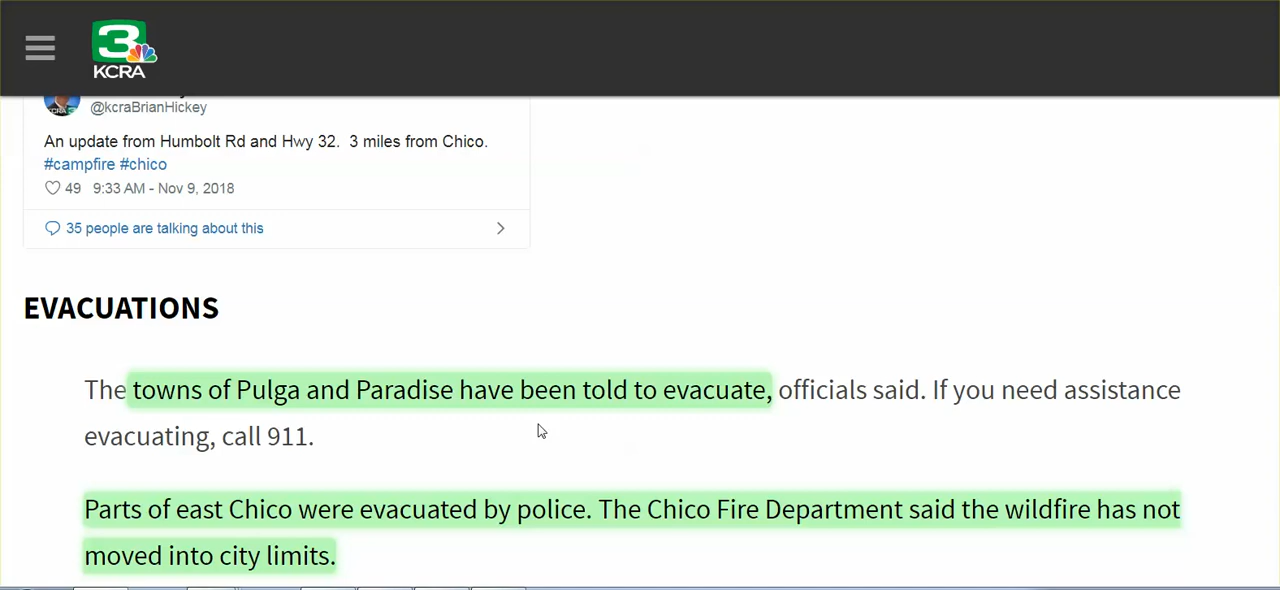 3
KCRA
@kcraBrianHickey
An update from Humbolt Rd and Hwy 32. 3 miles from Chico.
#campfire #chico
49 9:33 AM - Nov 9, 2018
35 people are talking about this
EVACUATIONS
The towns of Pulga and Paradise have been told to evacuate, officials said. If you need assistance
evacuating, call 911.
Parts of east Chico were evacuated by police. The Chico Fire Department said the wildfire has not
moved into city limits.